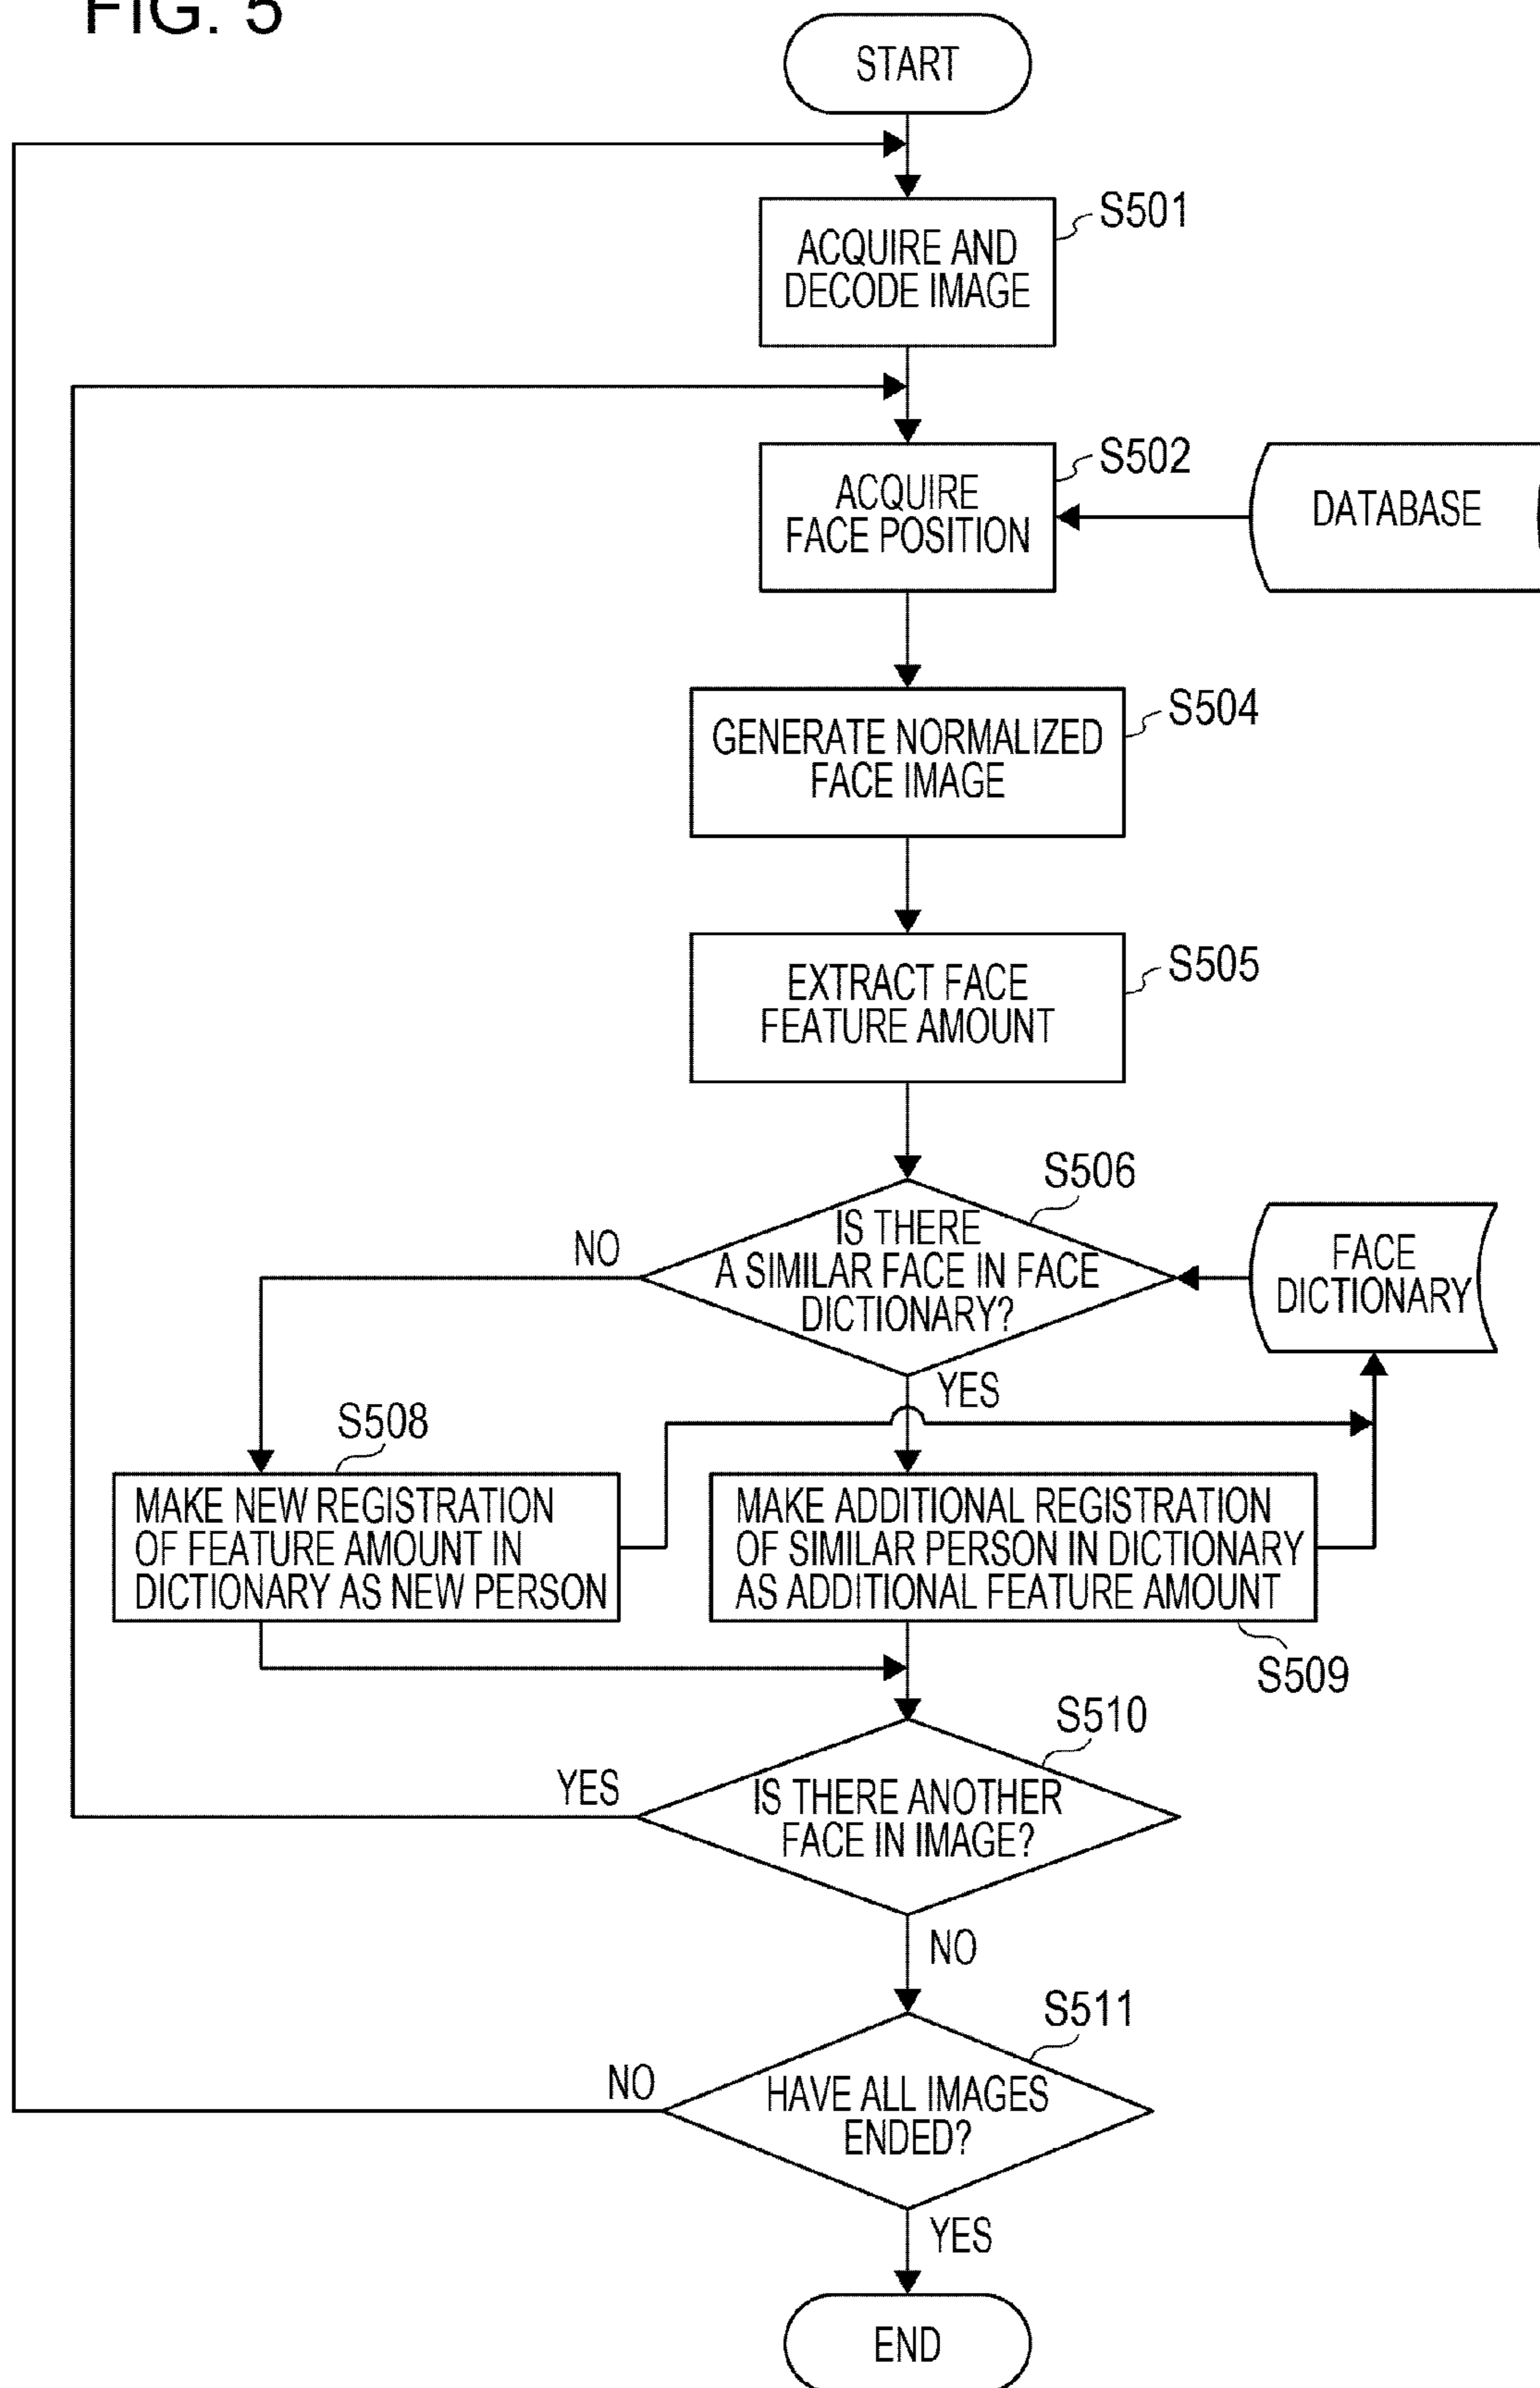 FIG. 5
START
S501
ACQUIRE AND
DECODE IMAGE
S502
ACQUIRE
FACE POSITION
DATABASE
S504
GENERATE NORMALIZED
FACE IMAGE
S505
EXTRACT FACE
FEATURE AMOUNT
S506
IS THERE
A SIMILAR FACE IN FACE
DICTIONARY?
NO
FACE
DICTIONARY
YES
S508
MAKE NEW REGISTRATION
OF FEATURE AMOUNT IN
DICTIONARY AS NEW PERSON
MAKE ADDITIONAL REGISTRATION
OF SIMILAR PERSON IN DICTIONARY
AS ADDITIONAL FEATURE AMOUNT
S509
S510
YES
IS THERE ANOTHER
FACE IN IMAGE?
NO
S511
NO
HAVE ALL IMAGES
ENDED?
YES
END